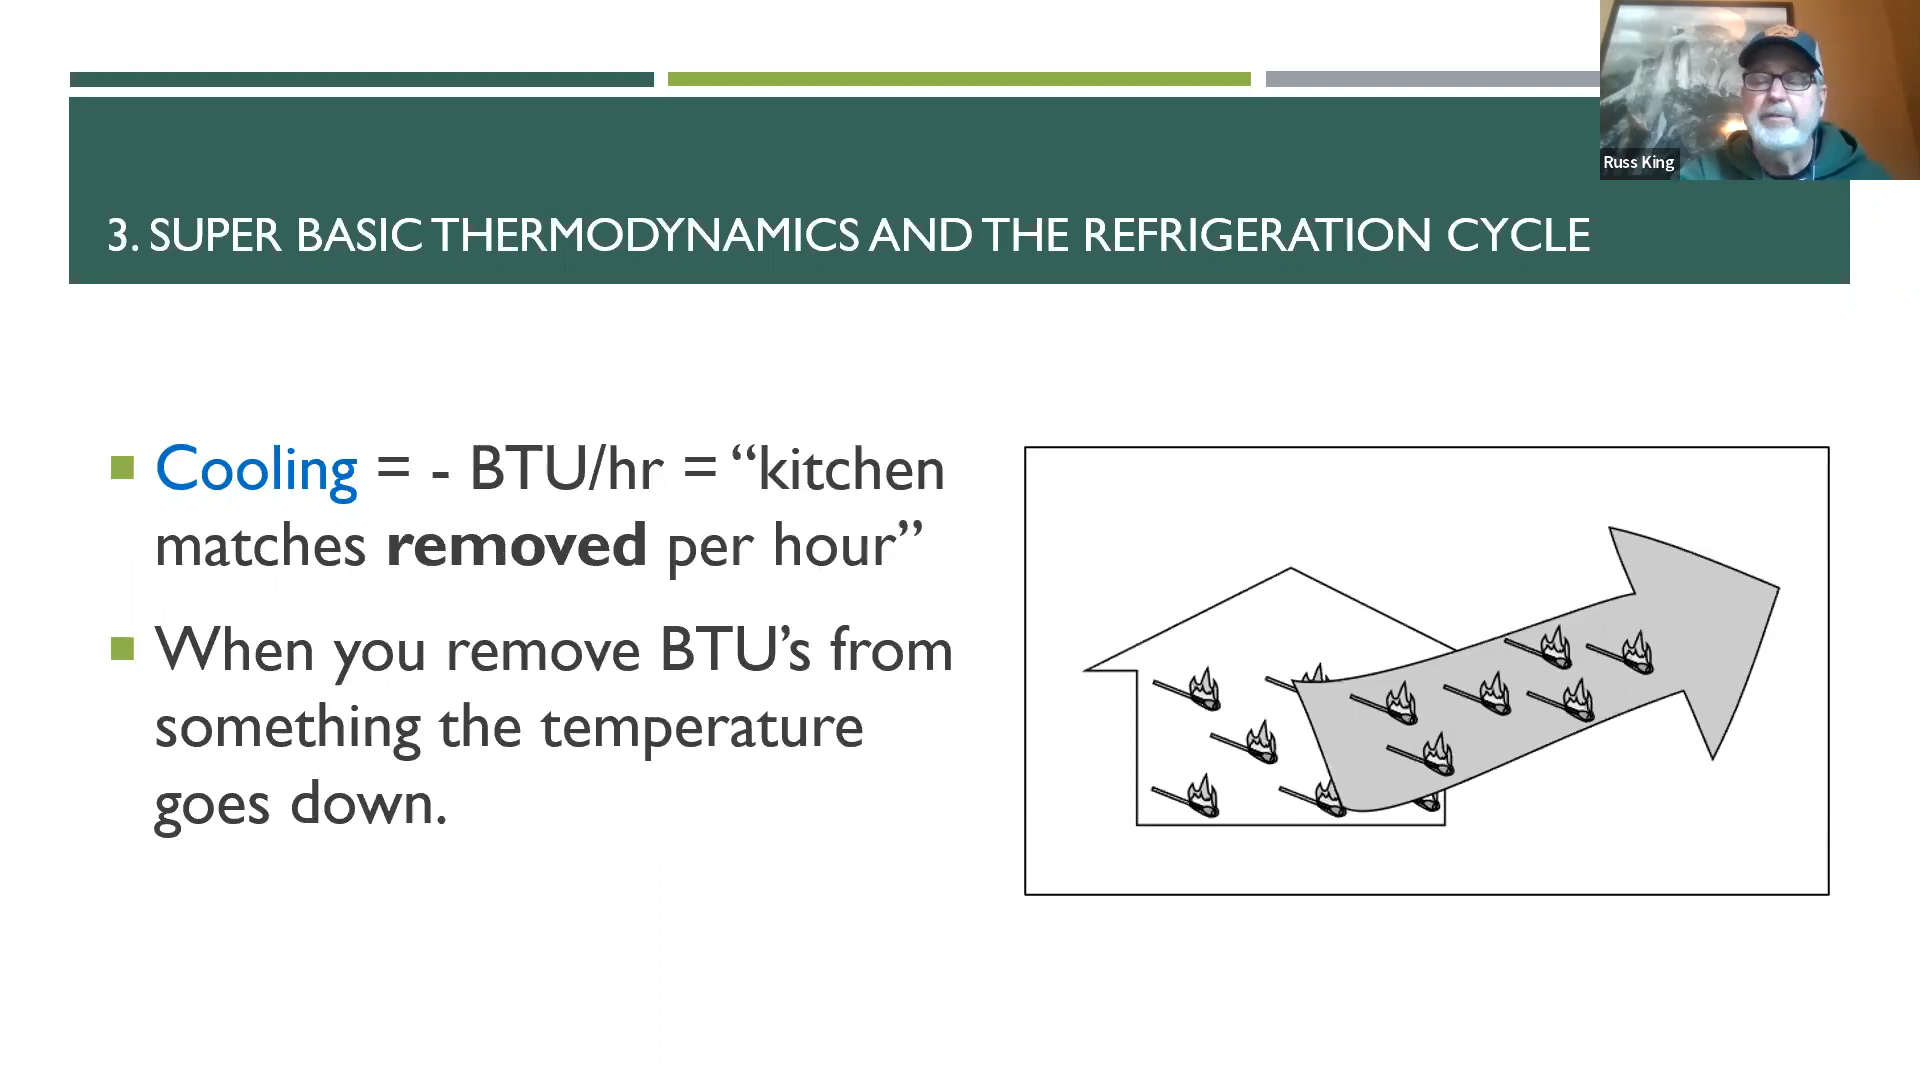 Russ King
3. SUPER BASIC THERMODYNAMICS AND THE REFRIGERATION CYCLE
Cooling = - BTU/hr = “kitchen
matches removed per hour”
When you remove BTU’s from
something the temperature
goes down.